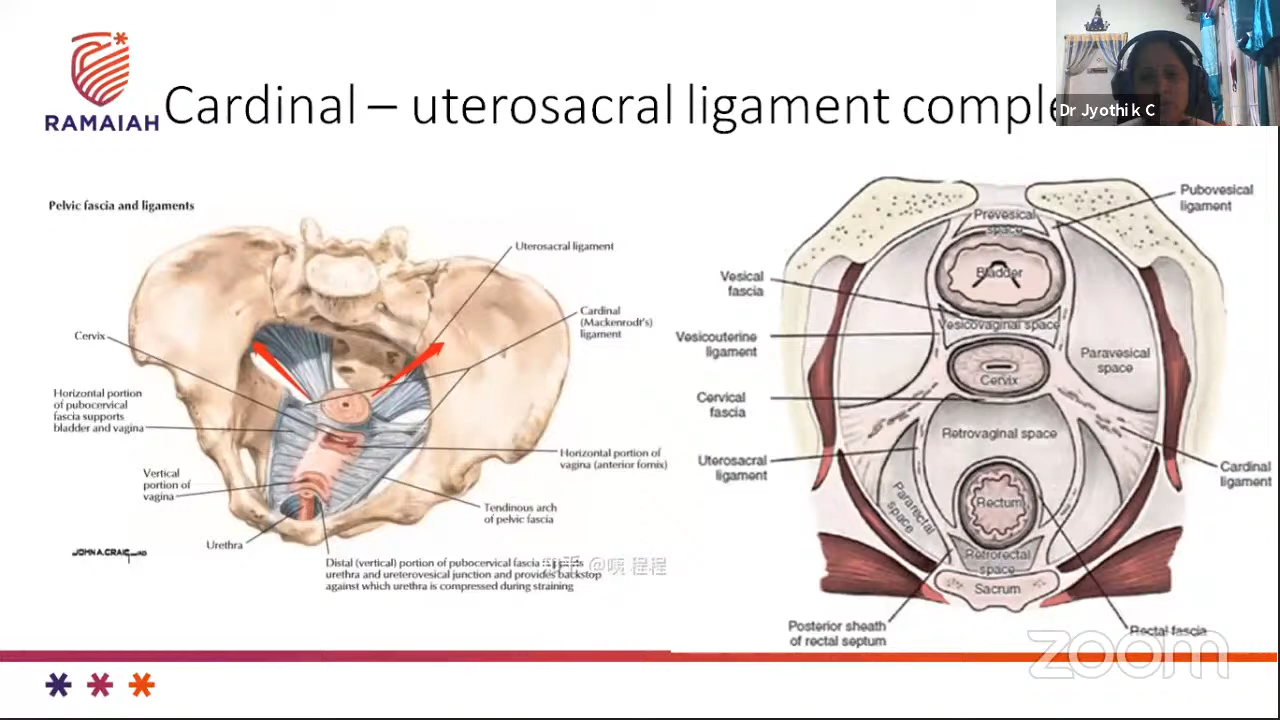 RAMAIAH
Cardinal – uterosacral ligament comple
Dr Jyothi k C
Pelvic fascia and ligaments
Uterosacral ligament
Cardinal
(Mackenrodt's)
ligament
Cervix
Horizontal portion
of pubocervical
fascia supports
bladder and vagina
Vertical
portion of
vagina
Urethra
Horizontal portion of
vagina (anterior fornix)
Tendinous arch
of pelvic fascia
Distal (vertical) portion of pubocervical fascia
urethra and ureterovesical junction and provides backstop
against which urethra is compressed during straining
JOHN A. CRAIG MD
知乎 @咦 程程
Pubovesical
ligament
Prevesical
space
Bladder
Vesical
fascia
Vesicovaginal space
Vesicouterine
ligament
Paravesical
space
Cervix
Cervical
fascia
Retrovaginal space
Uterosacral
ligament
Cardinal
ligament
Pararectal
space
Rectum
Retrorectal
space
Sacrum
Posterior sheath
of rectal septum
Rectal fascia
zoom